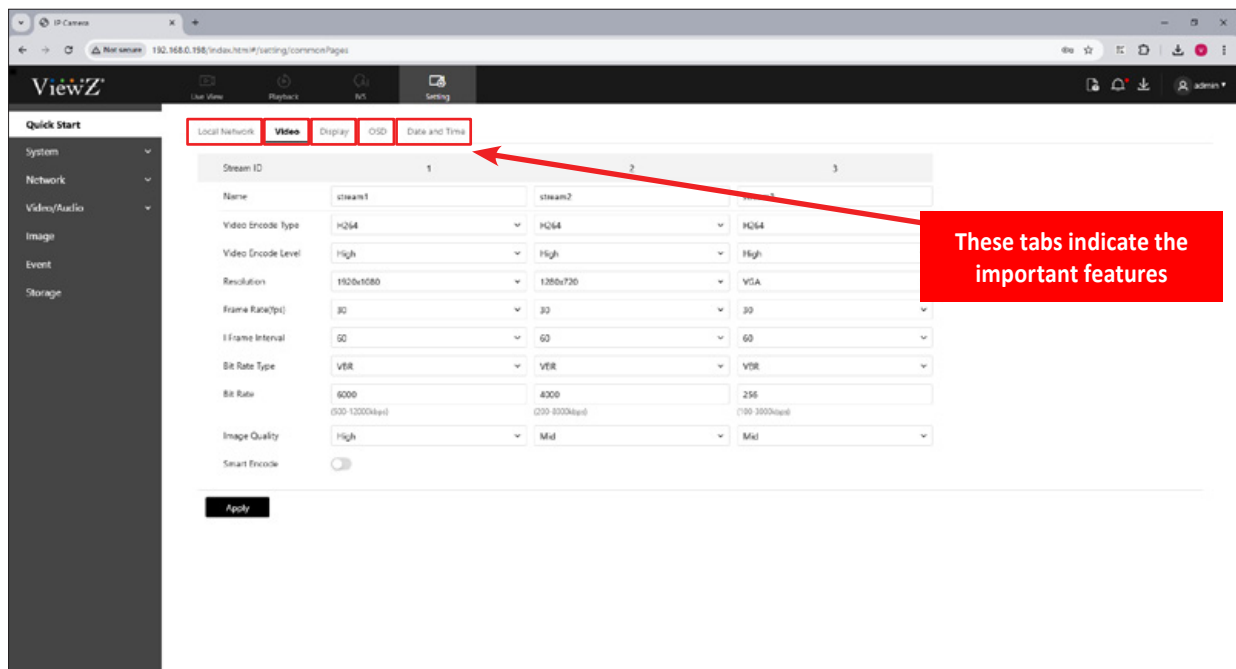 IP Camera
Not secure 192.168.0.198/index.html#/setting/commonPages
ViewZ
Live View Playback IVS Setting
admin
Quick Start
System
Network
Video/Audio
Image
Event
Storage
Local Network Video Display OSD Date and Time
Stream ID 1 2 3
Name stream1 stream2
Video Encode Type H264 H264 H264
Video Encode Level High High High
Resolution 1920x1080 1280x720 VGA
Frame Rate(fps) 30 30 30
I Frame Interval 60 60 60
Bit Rate Type VBR VBR VBR
Bit Rate 6000 4000 256
(500-12000kbps) (200-8000kbps) (100-3000kbps)
Image Quality High Mid Mid
Smart Encode
Apply
These tabs indicate the
important features